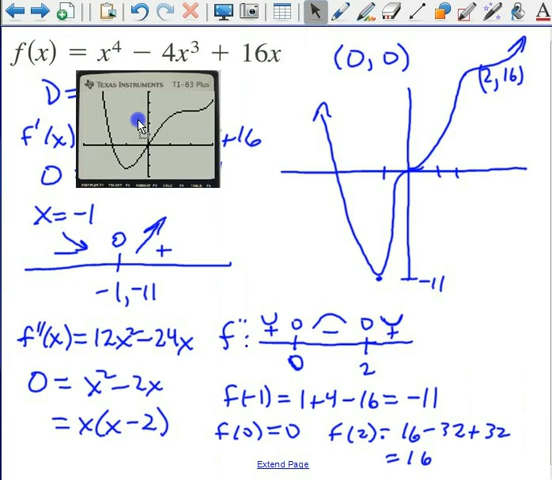 f(x) = x⁴ − 4x³ + 16x
(0, 0)
(2, 16)
D =
TEXAS INSTRUMENTS TI-83 Plus
f'(x) +16
0
x = -1
0
+
-1, -11
-11
f''(x) = 12x² - 24x
f'': + 0 - 0 +
0 2
0 = x² - 2x
= x(x - 2)
f(-1) = 1 + 4 - 16 = -11
f(0) = 0 f(2) = 16 - 32 + 32
= 16
Extend Page